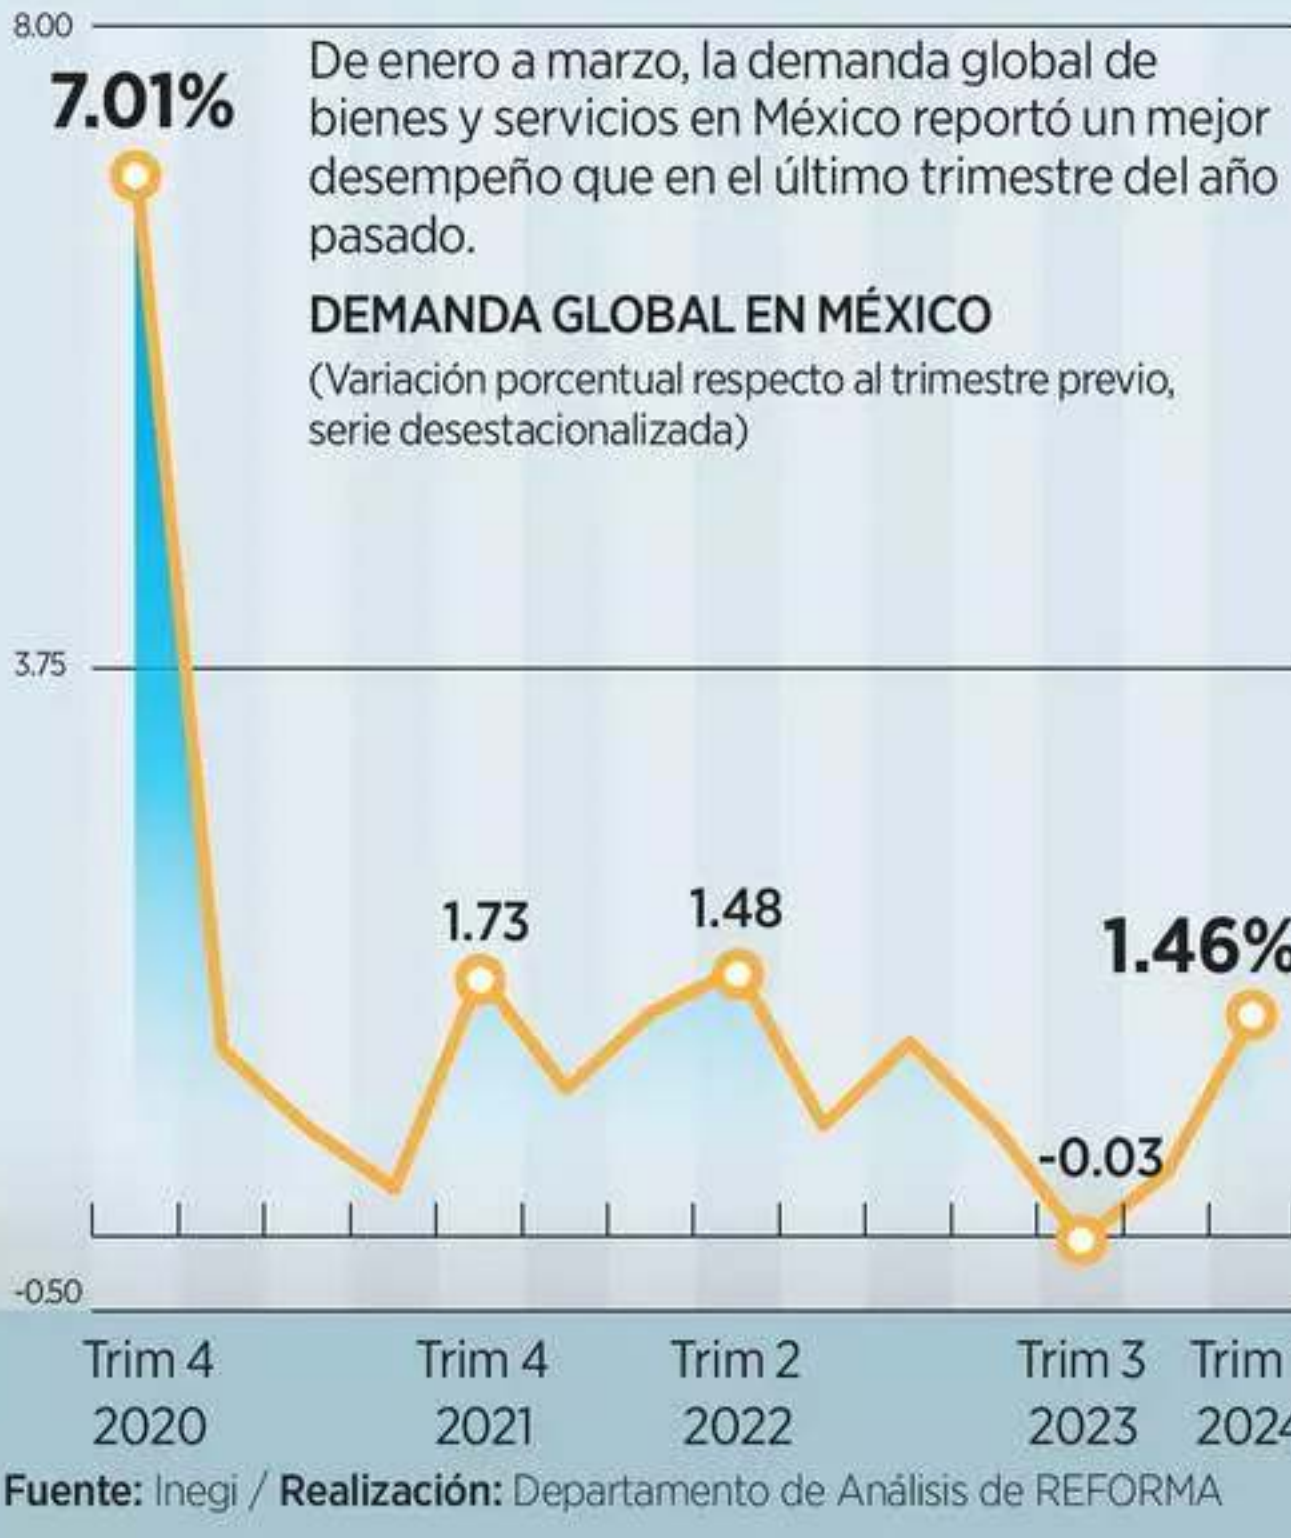 8.00
7.01%
De enero a marzo, la demanda global de
bienes y servicios en México reportó un mejor
desempeño que en el último trimestre del año
pasado.
DEMANDA GLOBAL EN MÉXICO
(Variación porcentual respecto al trimestre previo,
serie desestacionalizada)
3.75
1.73
1.48
1.46%
-0.03
-0.50
Trim 4 Trim 4 Trim 2 Trim 3 Trim
2020 2021 2022 2023 2024
Fuente: Inegi / Realización: Departamento de Análisis de REFORMA